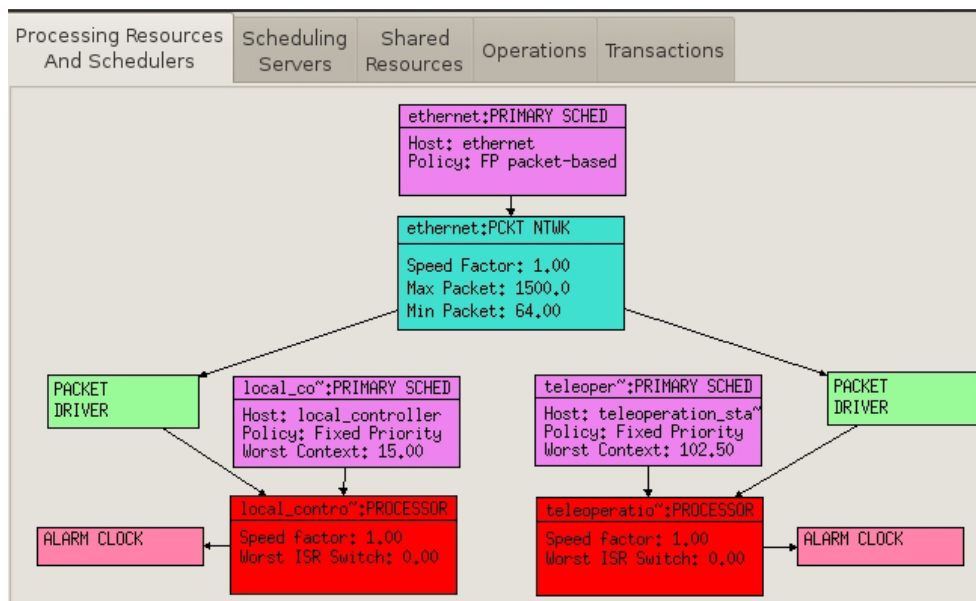 Processing Resources
And Schedulers
Scheduling
Servers
Shared
Resources
Operations
Transactions
ethernet:PRIMARY SCHED
Host: ethernet
Policy: FP packet-based
ethernet:PCKT NTWK
Speed Factor: 1.00
Max Packet: 1500.0
Min Packet: 64.00
PACKET
DRIVER
local_co~:PRIMARY SCHED
Host: local_controller
Policy: Fixed Priority
Worst Context: 15.00
teleoper~:PRIMARY SCHED
Host: teleoperation_sta~
Policy: Fixed Priority
Worst Context: 102.50
PACKET
DRIVER
local_contro~:PROCESSOR
Speed factor: 1.00
Worst ISR Switch: 0.00
teleoperatio~:PROCESSOR
Speed factor: 1.00
Worst ISR Switch: 0.00
ALARM CLOCK
ALARM CLOCK